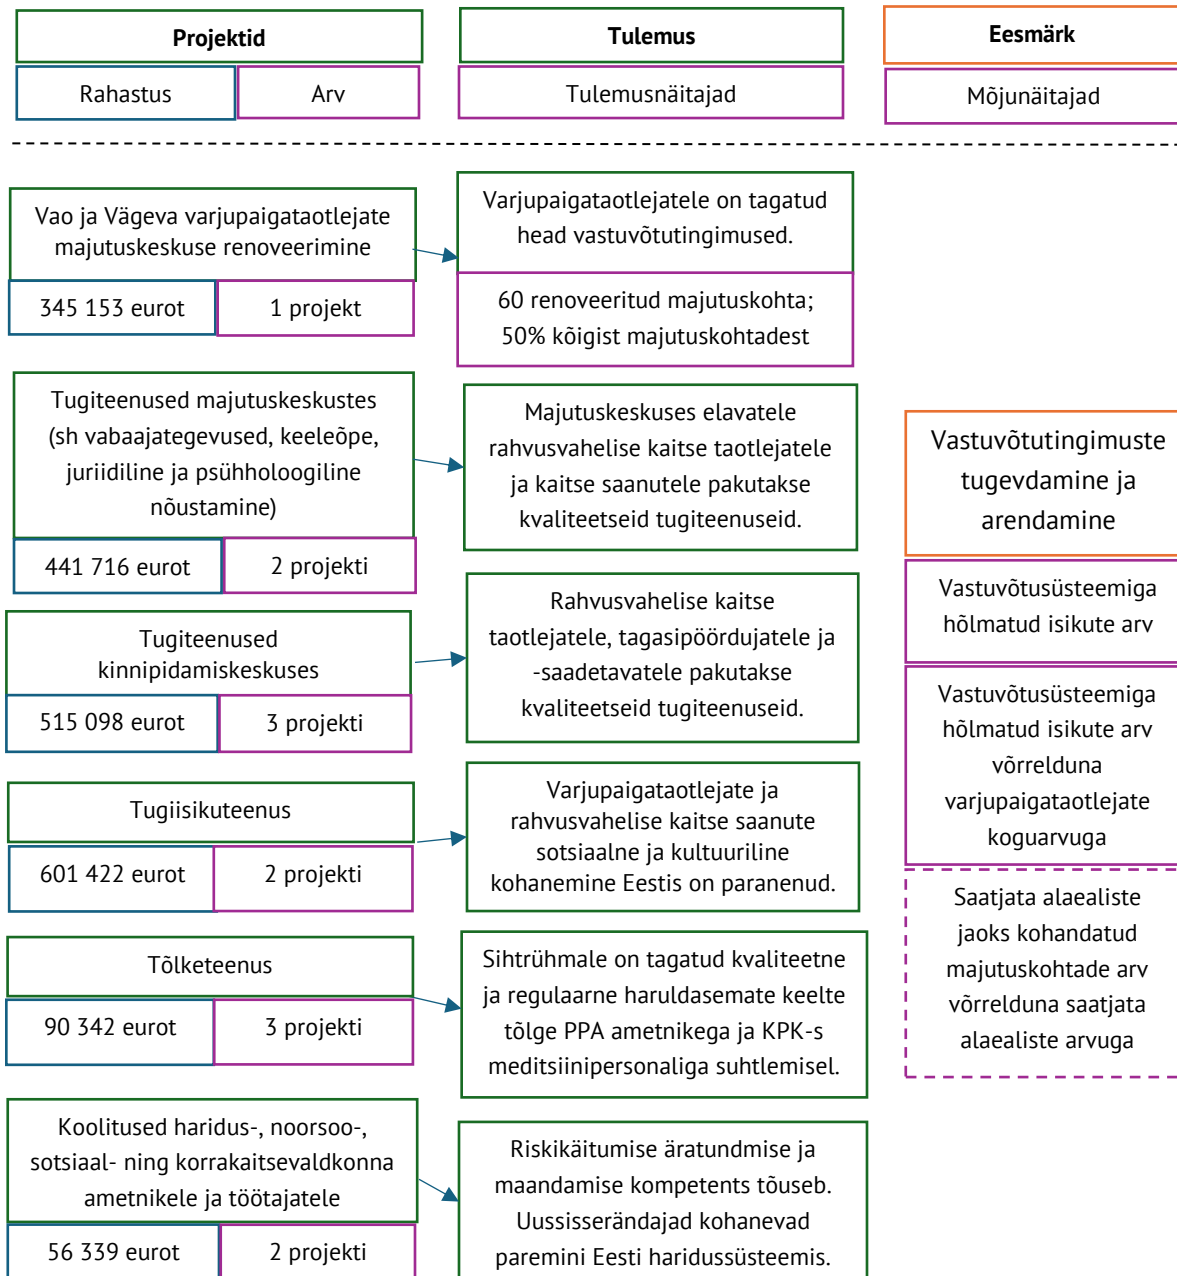 Projektid
Rahastus
Arv
Tulemus
Tulemusnäitajad
Eesmärk
Mõjunäitajad
Vao ja Vägeva varjupaigataotlejate
majutuskeskuse renoveerimine
345 153 eurot
1 projekt
Varjupaigataotlejatele on tagatud
head vastuvõtutingimused.
60 renoveeritud majutuskohta;
50% kõigist majutuskohtadest
Tugiteenused majutuskeskustes
(sh vabaajategevused, keeleõpe,
juriidiline ja psühholoogiline
nõustamine)
441 716 eurot
2 projekti
Majutuskeskuses elavatele
rahvusvahelise kaitse taotlejatele
ja kaitse saanutele pakutakse
kvaliteetseid tugiteenuseid.
Tugiteenused
kinnipidamiskeskuses
515 098 eurot
3 projekti
Rahvusvahelise kaitse
taotlejatele, tagasipöördujatele ja
-saadetavatele pakutakse
kvaliteetseid tugiteenuseid.
Tugiisikuteenus
601 422 eurot
2 projekti
Varjupaigataotlejate ja
rahvusvahelise kaitse saanute
sotsiaalne ja kultuuriline
kohanemine Eestis on paranenud.
Tõlketeenus
90 342 eurot
3 projekti
Sihtrühmale on tagatud kvaliteetne
ja regulaarne haruldasemate keelte
tõlge PPA ametnikega ja KPK-s
meditsiinipersonaliga suhtlemisel.
Koolitused haridus-, noorsoo-,
sotsiaal- ning korrakaitsevaldkonna
ametnikele ja töötajatele
56 339 eurot
2 projekti
Riskikäitumise äratundmise ja
maandamise kompetents tõuseb.
Uussisserändajad kohanevad
paremini Eesti haridussüsteemis.
Vastuvõtutingimuste
tugevdamine ja
arendamine
Vastuvõtusüsteemiga
hõlmatud isikute arv
Vastuvõtusüsteemiga
hõlmatud isikute arv
võrrelduna
varjupaigataotlejate
koguarvuga
Saatjata alaealiste
jaoks kohandatud
majutuskohtade arv
võrrelduna saatjata
alaealiste arvuga